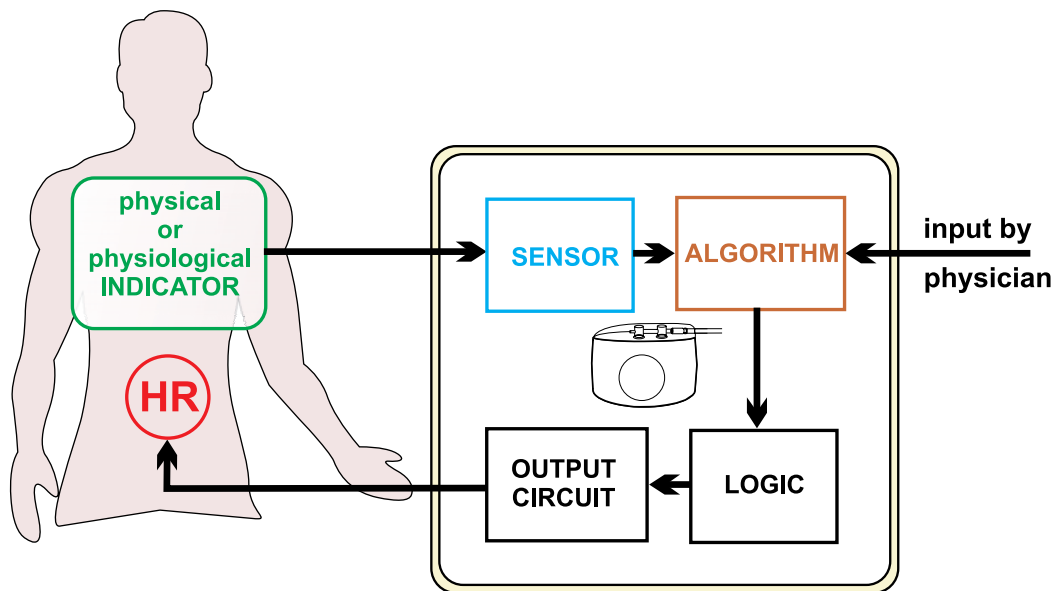 physical
or
physiological
INDICATOR
SENSOR
ALGORITHM
input by
physician
HR
OUTPUT
CIRCUIT
LOGIC